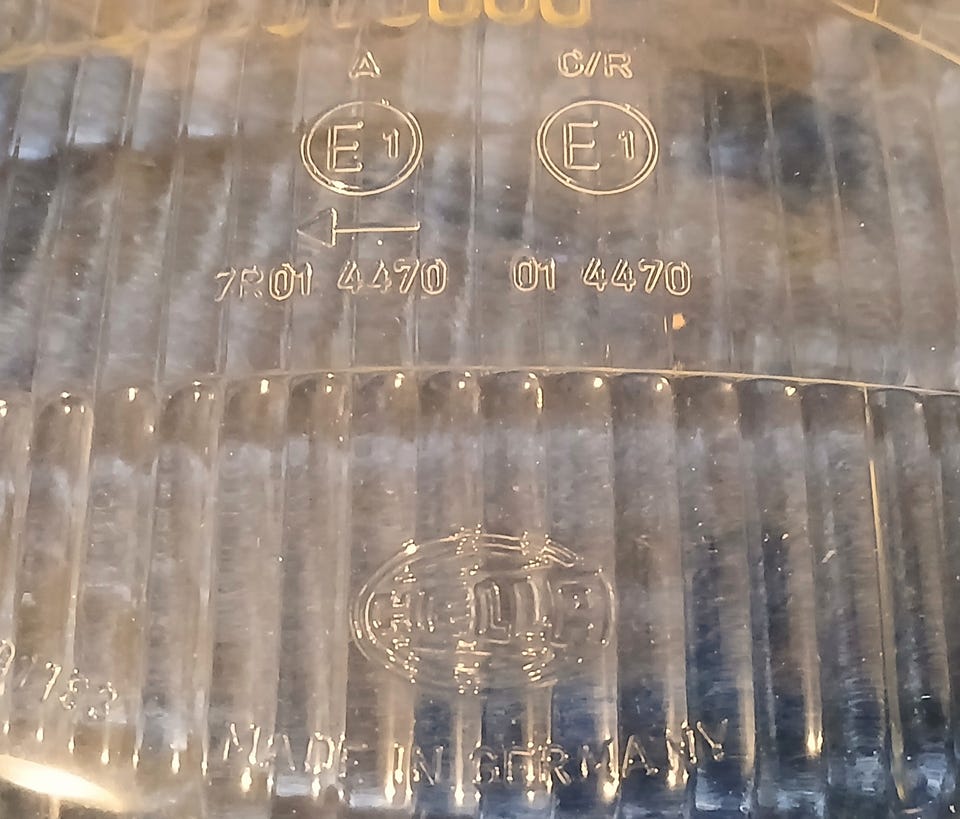 A C/R
E1 E1
7R01 4470 01 4470
HELLA
MADE IN GERMANY